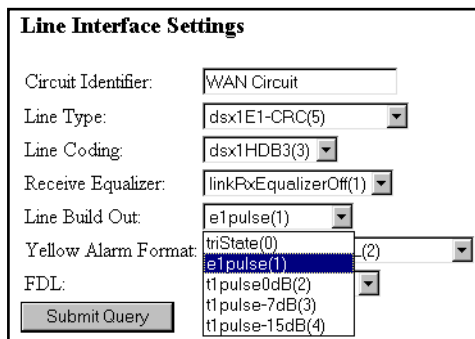 Line Interface Settings
Circuit Identifier: WAN Circuit
Line Type: dsx1E1-CRC(5)
Line Coding: dsx1HDB3(3)
Receive Equalizer: linkRxEqualizerOff(1)
Line Build Out: e1pulse(1)
triState(0)
Yellow Alarm Format: L(2)
e1pulse(1)
FDL: t1pulse0dB(2)
t1pulse-7dB(3)
Submit Query
t1pulse-15dB(4)